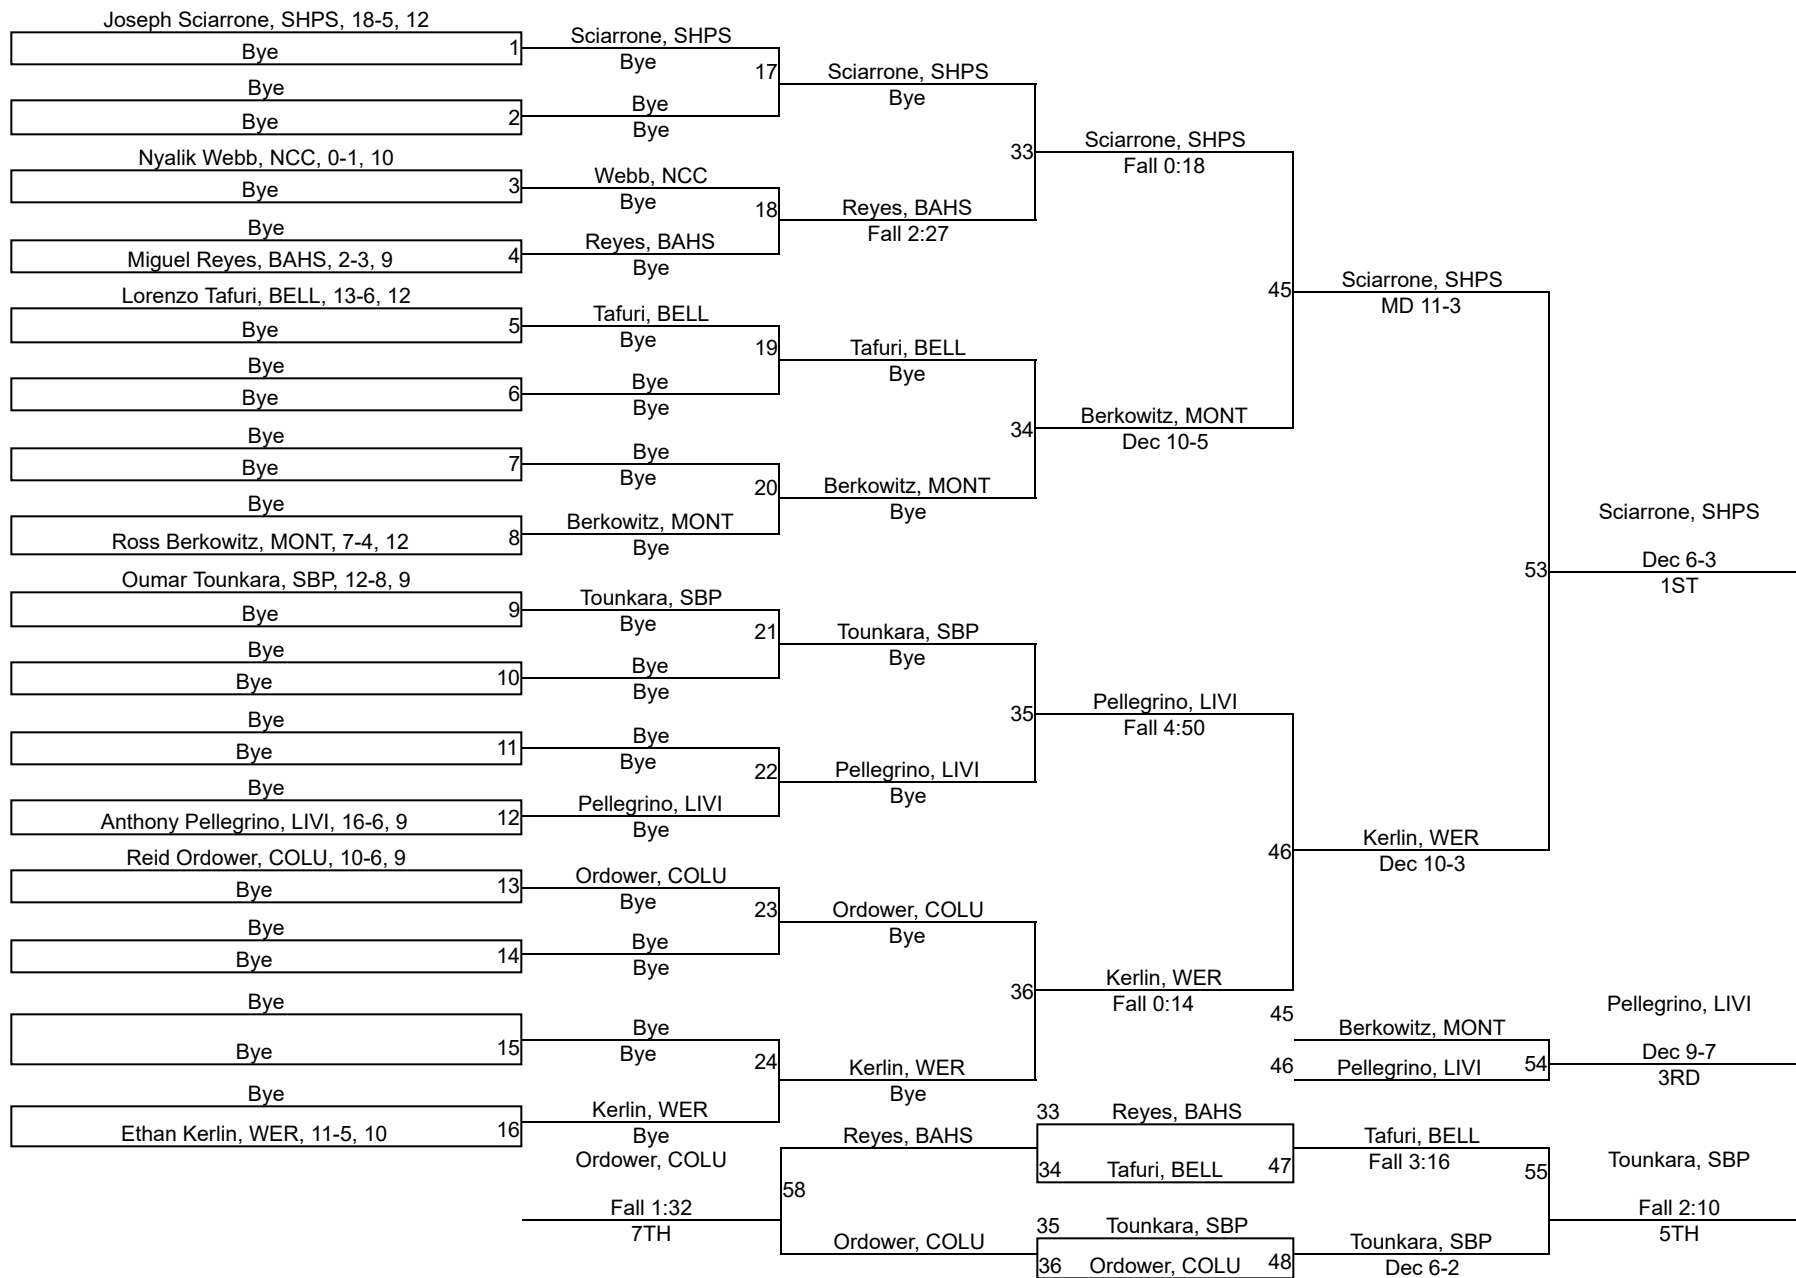 Joseph Sciarrone, SHPS, 18-5, 12
Bye
1
Bye
Bye
2
Nyalik Webb, NCC, 0-1, 10
Bye
3
Bye
Miguel Reyes, BAHS, 2-3, 9
4
Lorenzo Tafuri, BELL, 13-6, 12
Bye
5
Bye
Bye
6
Bye
Bye
7
Bye
Ross Berkowitz, MONT, 7-4, 12
8
Oumar Tounkara, SBP, 12-8, 9
Bye
9
Bye
Bye
10
Bye
Bye
11
Bye
Anthony Pellegrino, LIVI, 16-6, 9
12
Reid Ordower, COLU, 10-6, 9
Bye
13
Bye
Bye
14
Bye
Bye
15
Bye
Ethan Kerlin, WER, 11-5, 10
16
Sciarrone, SHPS
Bye
17
Bye
Bye
Webb, NCC
Bye
18
Reyes, BAHS
Bye
Tafuri, BELL
Bye
19
Bye
Bye
Bye
Bye
20
Berkowitz, MONT
Bye
Tounkara, SBP
Bye
21
Bye
Bye
Bye
Bye
22
Pellegrino, LIVI
Bye
Ordower, COLU
Bye
23
Bye
Bye
Bye
Bye
24
Kerlin, WER
Bye
Sciarrone, SHPS
Bye
33
Reyes, BAHS
Fall 2:27
Tafuri, BELL
Bye
34
Berkowitz, MONT
Bye
Tounkara, SBP
Bye
35
Pellegrino, LIVI
Bye
Ordower, COLU
Bye
36
Kerlin, WER
Bye
Sciarrone, SHPS
Fall 0:18
45
Berkowitz, MONT
Dec 10-5
Pellegrino, LIVI
Fall 4:50
46
Kerlin, WER
Fall 0:14
Sciarrone, SHPS
MD 11-3
53
Kerlin, WER
Dec 10-3
Sciarrone, SHPS
Dec 6-3
1ST
45
Berkowitz, MONT
46
Pellegrino, LIVI
54
Pellegrino, LIVI
Dec 9-7
3RD
33
Reyes, BAHS
34
Tafuri, BELL
47
35
Tounkara, SBP
36
Ordower, COLU
48
Tafuri, BELL
Fall 3:16
55
Tounkara, SBP
Dec 6-2
Tounkara, SBP
Fall 2:10
5TH
Reyes, BAHS
58
Ordower, COLU
Ordower, COLU
Fall 1:32
7TH